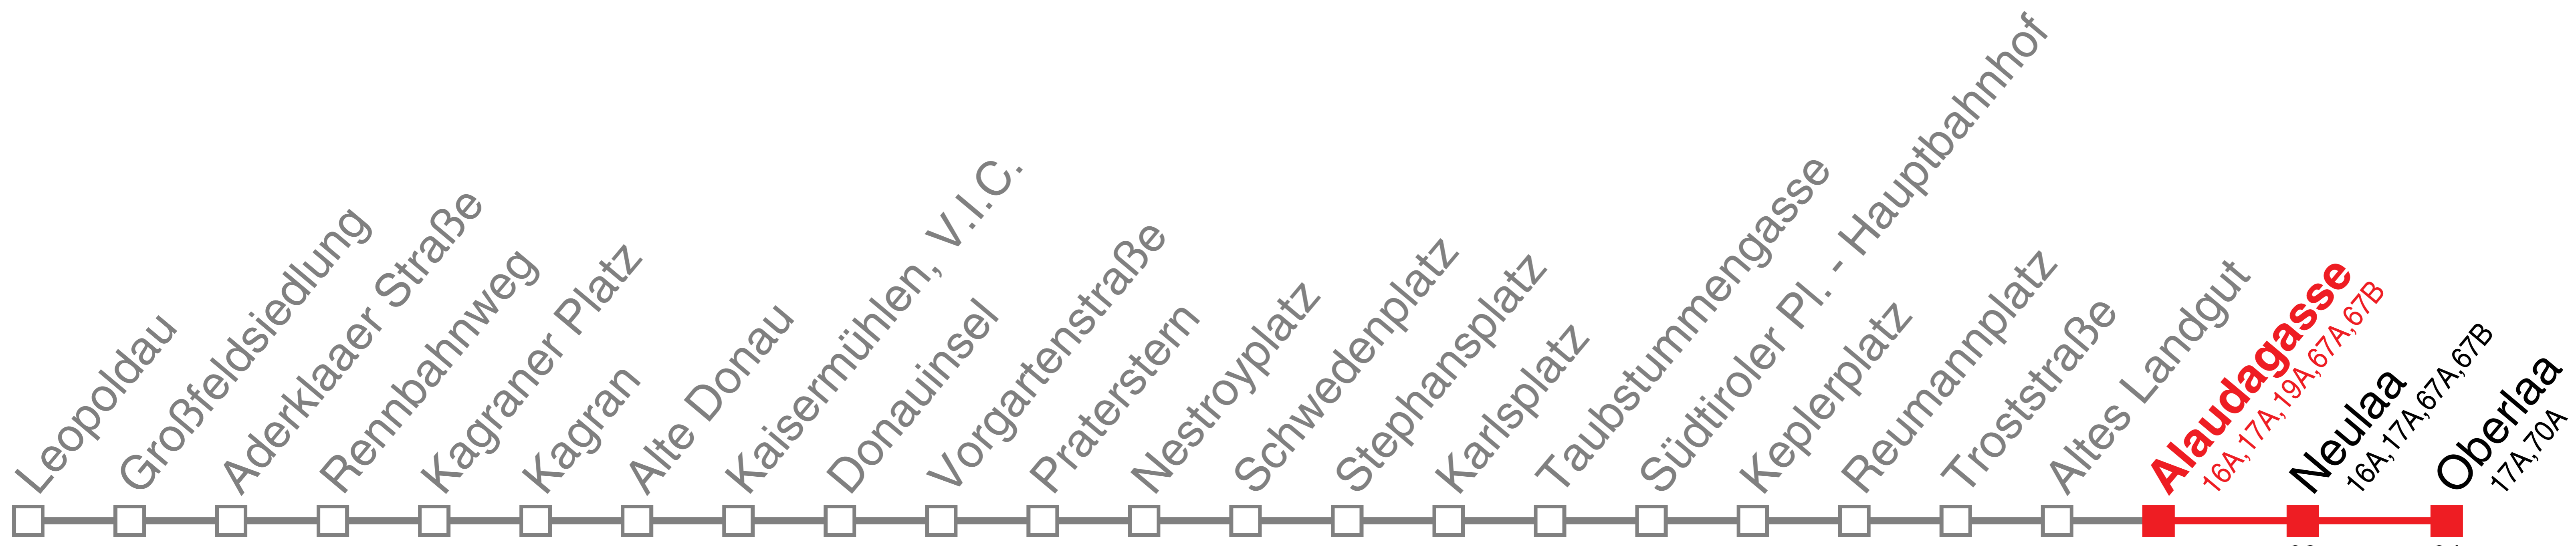 Leopoldau
Großfeldsiedlung
Aderklaaer Straße
Rennbahnweg
Kagraner Platz
Kagran
Alte Donau
Kaisermühlen, V.I.C.
Donauinsel
Vorgartenstraße
Praterstern
Nestroyplatz
Schwedenplatz
Stephansplatz
Karlsplatz
Taubstummengasse
Südtiroler Pl. - Hauptbahnhof
Keplerplatz
Reumannplatz
Troststraße
Altes Landgut
Alaudagasse
16A,17A,19A,67A,67B
Neulaa
16A,17A,67A,67B
Oberlaa
17A,70A